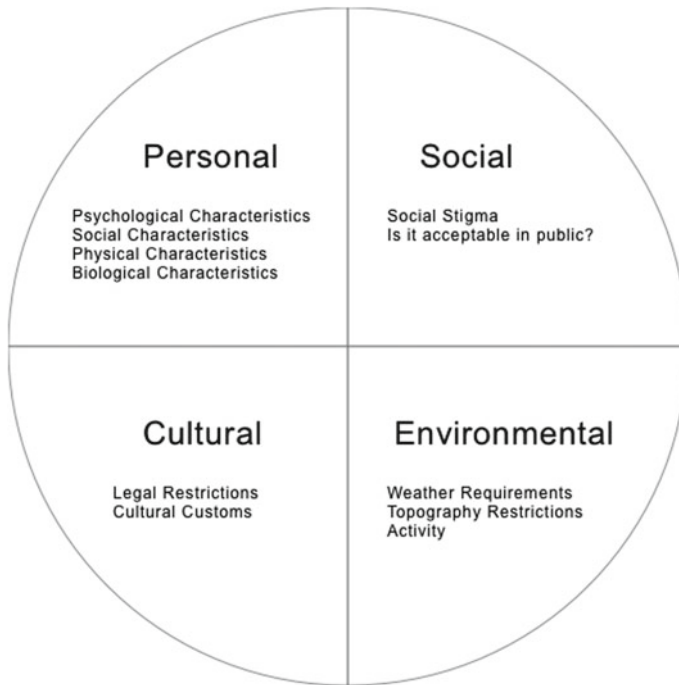 Personal
Psychological Characteristics
Social Characteristics
Physical Characteristics
Biological Characteristics
Social
Social Stigma
Is it acceptable in public?
Cultural
Legal Restrictions
Cultural Customs
Environmental
Weather Requirements
Topography Restrictions
Activity